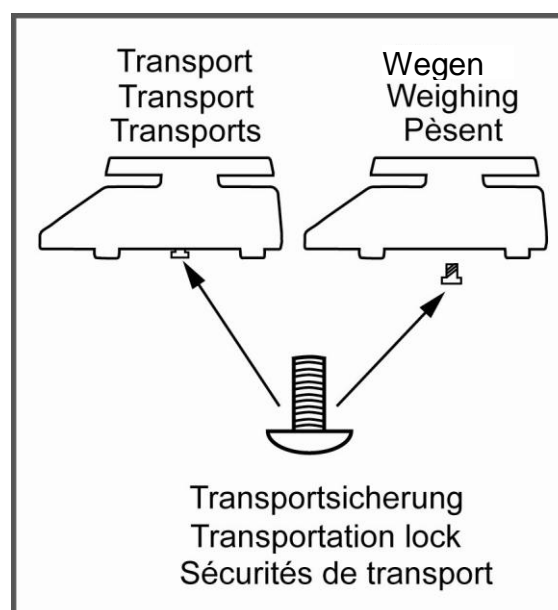 Transport
Transport
Transports
Wegen
Weighing
Pèsent
Transportsicherung
Transportation lock
Sécurités de transport